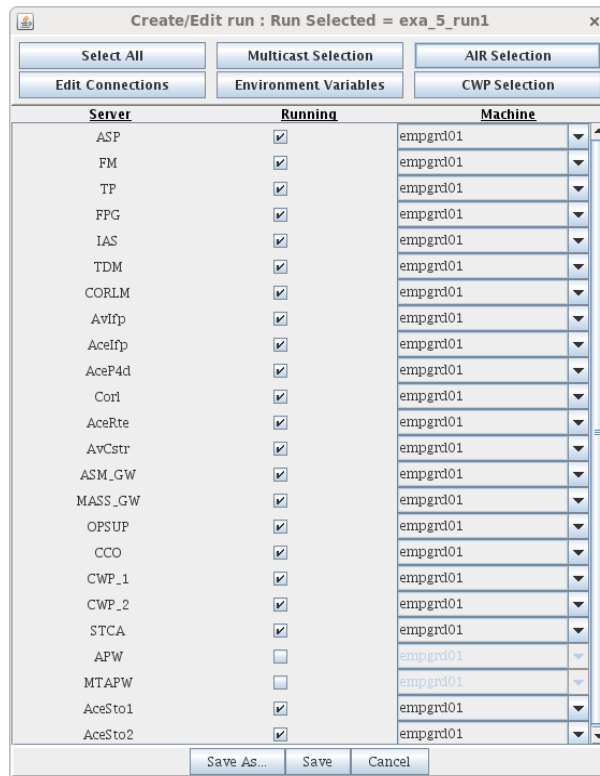 Create/Edit run : Run Selected = exa_5_run1
Select All Multicast Selection AIR Selection
Edit Connections Environment Variables CWP Selection
Server Running Machine
ASP empgrd01
FM empgrd01
TP empgrd01
FPG empgrd01
IAS empgrd01
TDM empgrd01
CORLM empgrd01
AvIfp empgrd01
AceIfp empgrd01
AceP4d empgrd01
Corl empgrd01
AceRte empgrd01
AvCstr empgrd01
ASM_GW empgrd01
MASS_GW empgrd01
OPSUP empgrd01
CCO empgrd01
CWP_1 empgrd01
CWP_2 empgrd01
STCA empgrd01
APW empgrd01
MTAPW empgrd01
AceSto1 empgrd01
AceSto2 empgrd01
Save As... Save Cancel